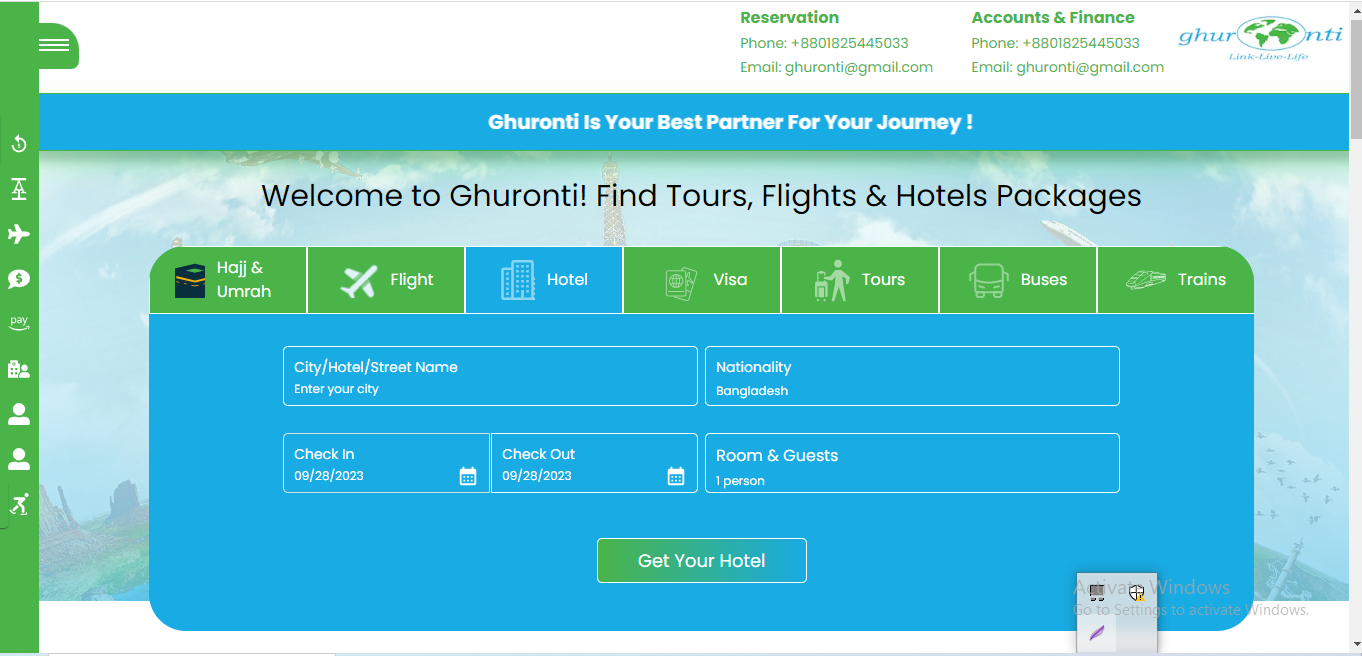 Reservation
Phone: +8801825445033
Email: ghuronti@gmail.com
Accounts & Finance
Phone: +8801825445033
Email: ghuronti@gmail.com
ghuronti
Link-Live-Life
Ghuronti Is Your Best Partner For Your Journey !
Welcome to Ghuronti! Find Tours, Flights & Hotels Packages
Hajj &
Umrah
Flight
Hotel
Visa
Tours
Buses
Trains
pay
City/Hotel/Street Name
Enter your city
Nationality
Bangladesh
Check In
09/28/2023
Check Out
09/28/2023
Room & Guests
1 person
Get Your Hotel
Activate Windows
Go to Settings to activate Windows.